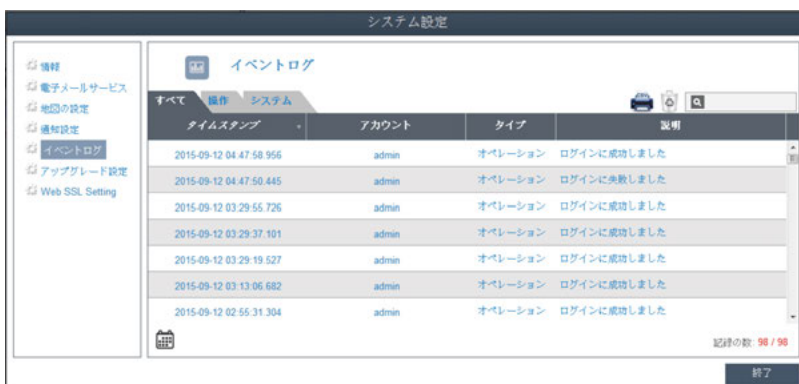 システム設定
情報
電子メールサービス
地図の設定
通知設定
イベントログ
アップグレード設定
Web SSL Setting
イベントログ
すべて 操作 システム
タイムスタンプ アカウント タイプ 説明
2015-09-12 04:47:58.956 admin オペレーション ログインに成功しました
2015-09-12 04:47:50.445 admin オペレーション ログインに失敗しました
2015-09-12 03:29:55.726 admin オペレーション ログインに成功しました
2015-09-12 03:29:37.101 admin オペレーション ログインに成功しました
2015-09-12 03:29:19.527 admin オペレーション ログインに成功しました
2015-09-12 03:13:06.682 admin オペレーション ログインに成功しました
2015-09-12 02:55:31.304 admin オペレーション ログインに成功しました
記録の数: 98 / 98
終了